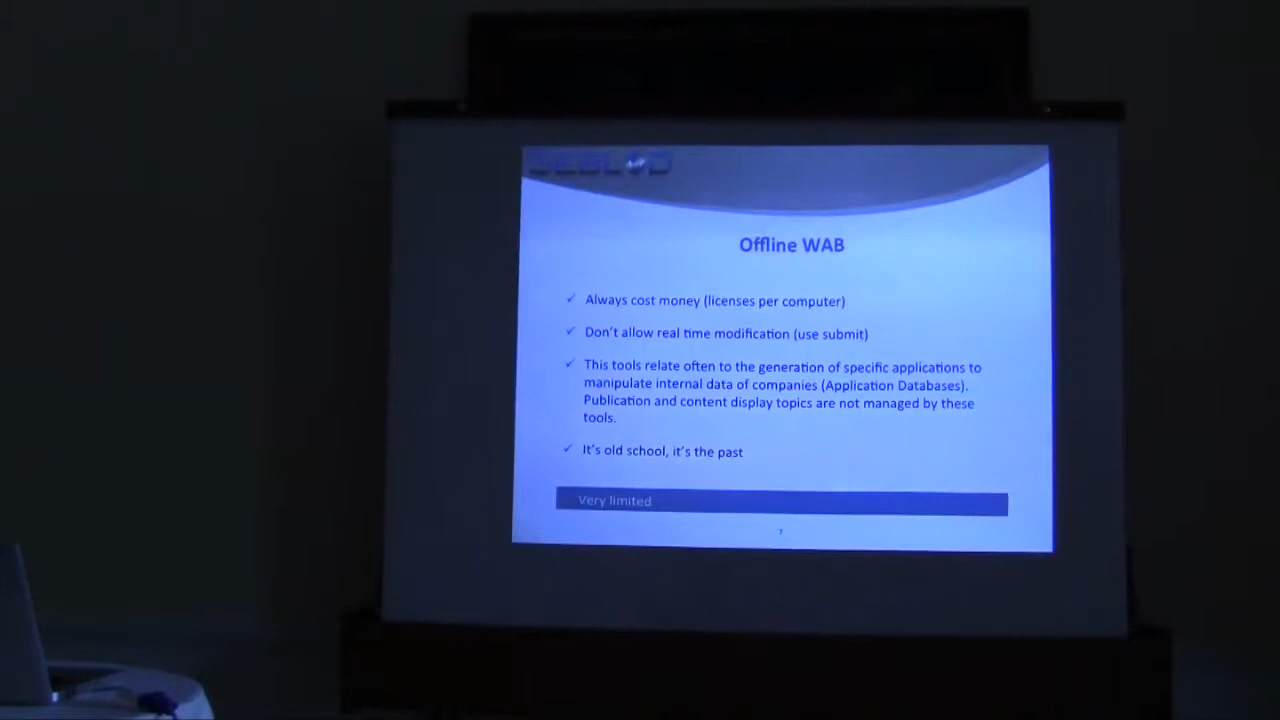 SEBLOD
Offline WAB
✓ Always cost money (licenses per computer)
✓ Don't allow real time modification (use submit)
✓ This tools relate often to the generation of specific applications to
manipulate internal data of companies (Application Databases).
Publication and content display topics are not managed by these
tools.
✓ It's old school, it's the past
Very limited
7